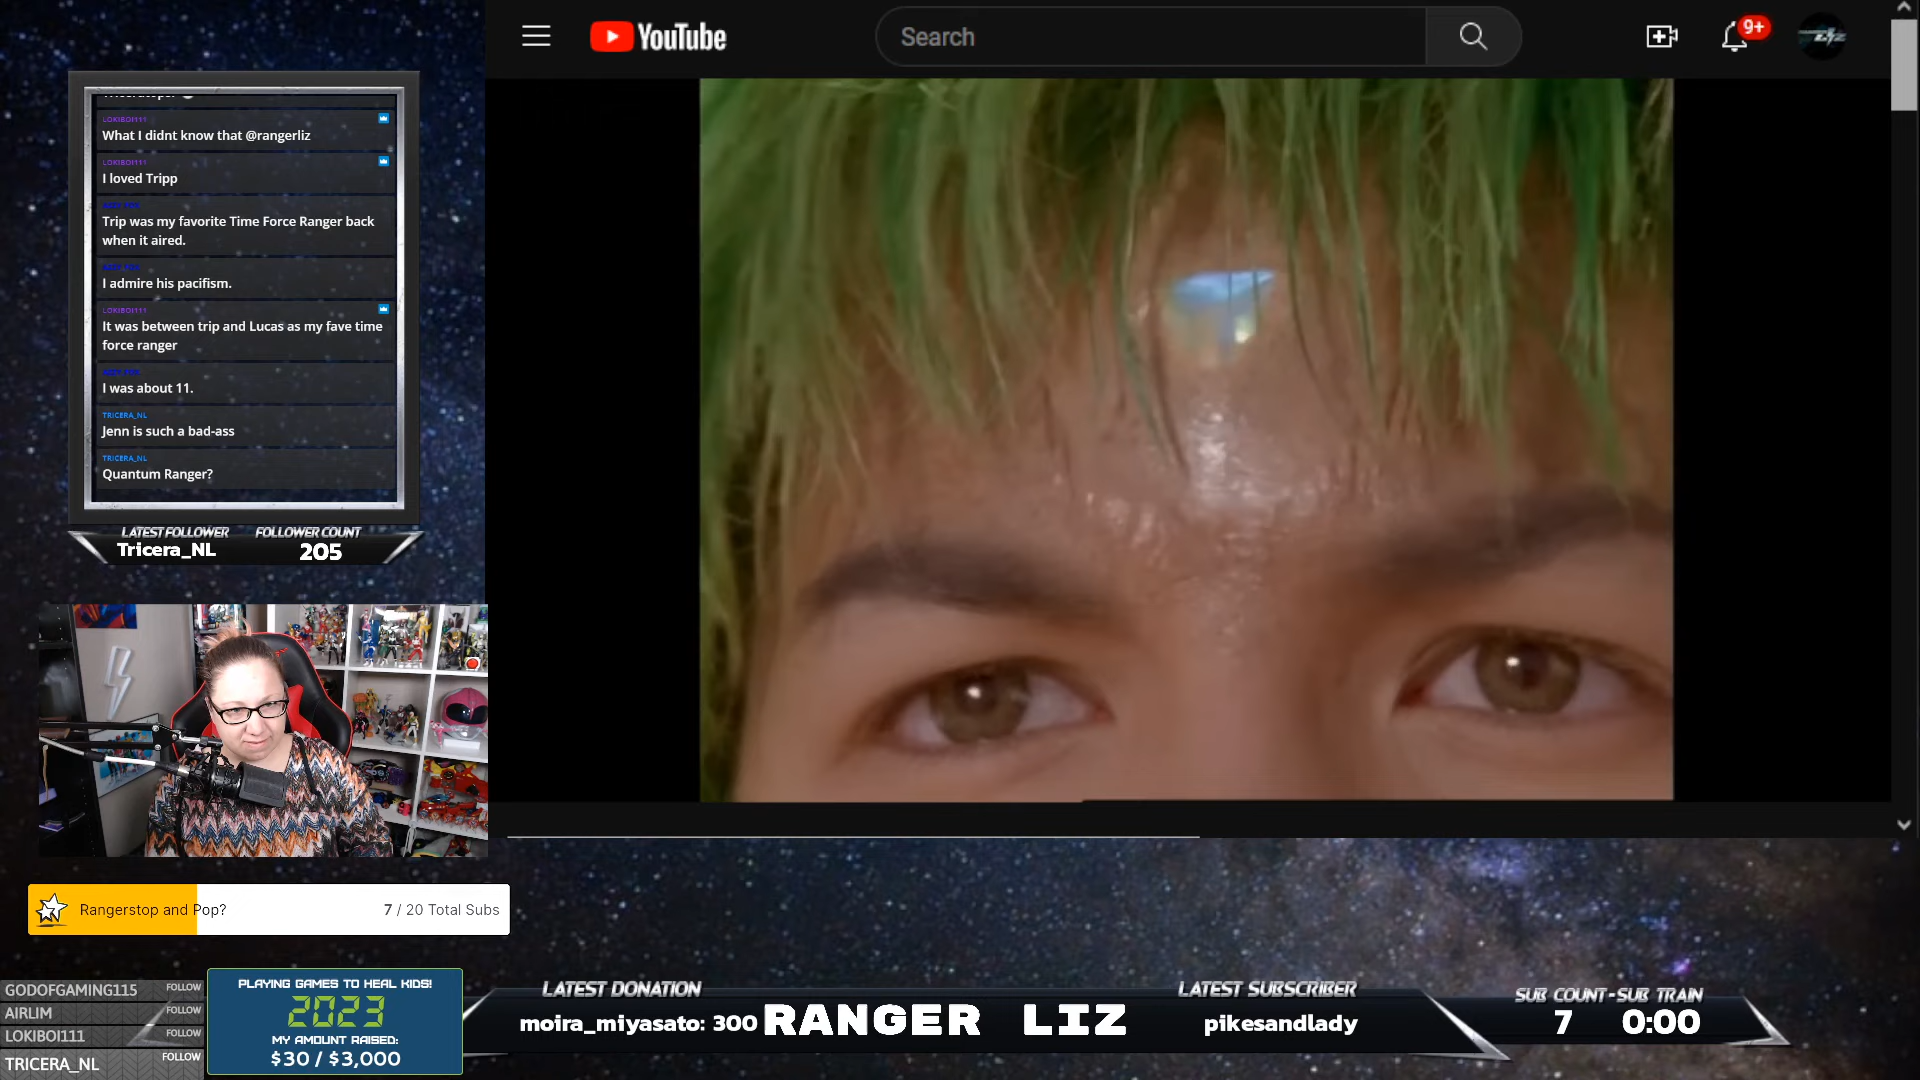 YouTube
Search
9+
LOKIBOI111
What I didnt know that @rangerliz
LOKIBOI111
I loved Tripp
Trip was my favorite Time Force Ranger back
when it aired.
I admire his pacifism.
LOKIBOI111
It was between trip and Lucas as my fave time
force ranger
I was about 11.
TRICERA_NL
Jenn is such a bad-ass
TRICERA_NL
Quantum Ranger?
LATEST FOLLOWER
FOLLOWER COUNT
Tricera_NL
205
Rangerstop and Pop?
7 / 20 Total Subs
GODOFGAMING115 FOLLOW
AIRLIM FOLLOW
LOKIBOI111 FOLLOW
TRICERA_NL FOLLOW
PLAYING GAMES TO HEAL KIDS!
2023
MY AMOUNT RAISED:
$30 / $3,000
LATEST DONATION
moira_miyasato: 300
RANGER LIZ
LATEST SUBSCRIBER
pikesandlady
SUB COUNT - SUB TRAIN
7 0:00